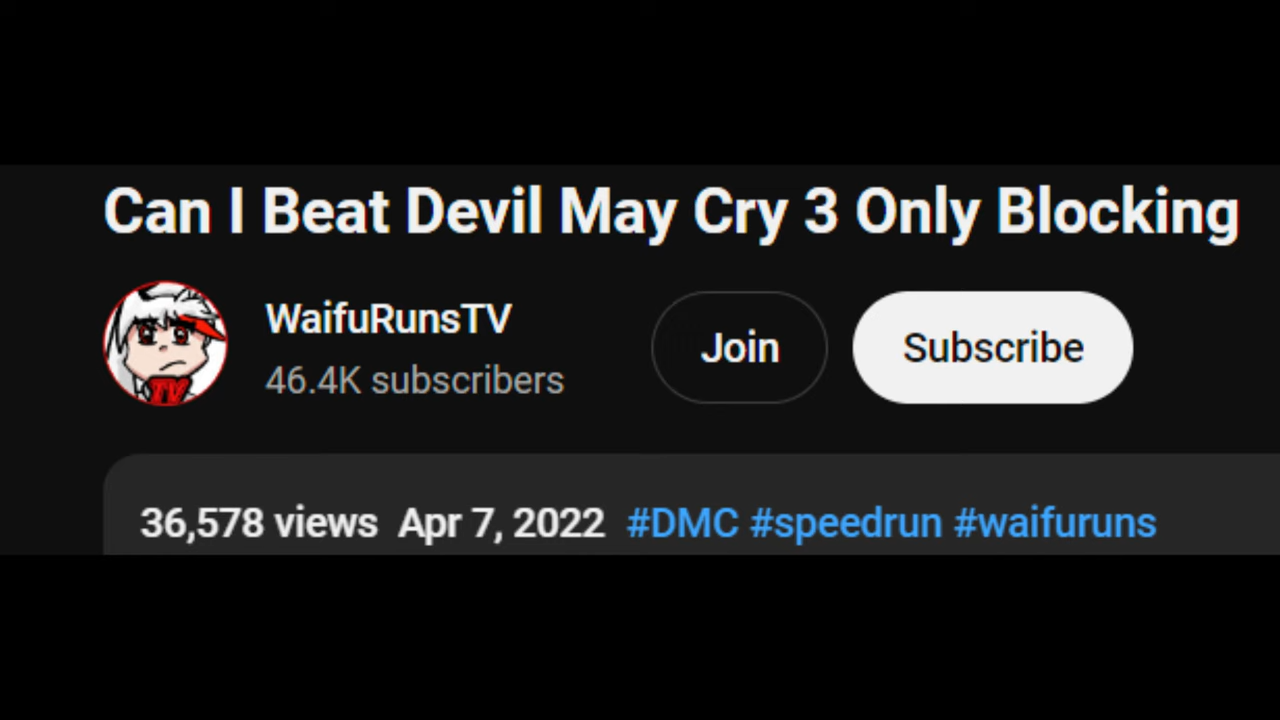 Can I Beat Devil May Cry 3 Only Blocking
WaifuRunsTV
46.4K subscribers
Join
Subscribe
TV
36,578 views Apr 7, 2022 #DMC #speedrun #waifuruns